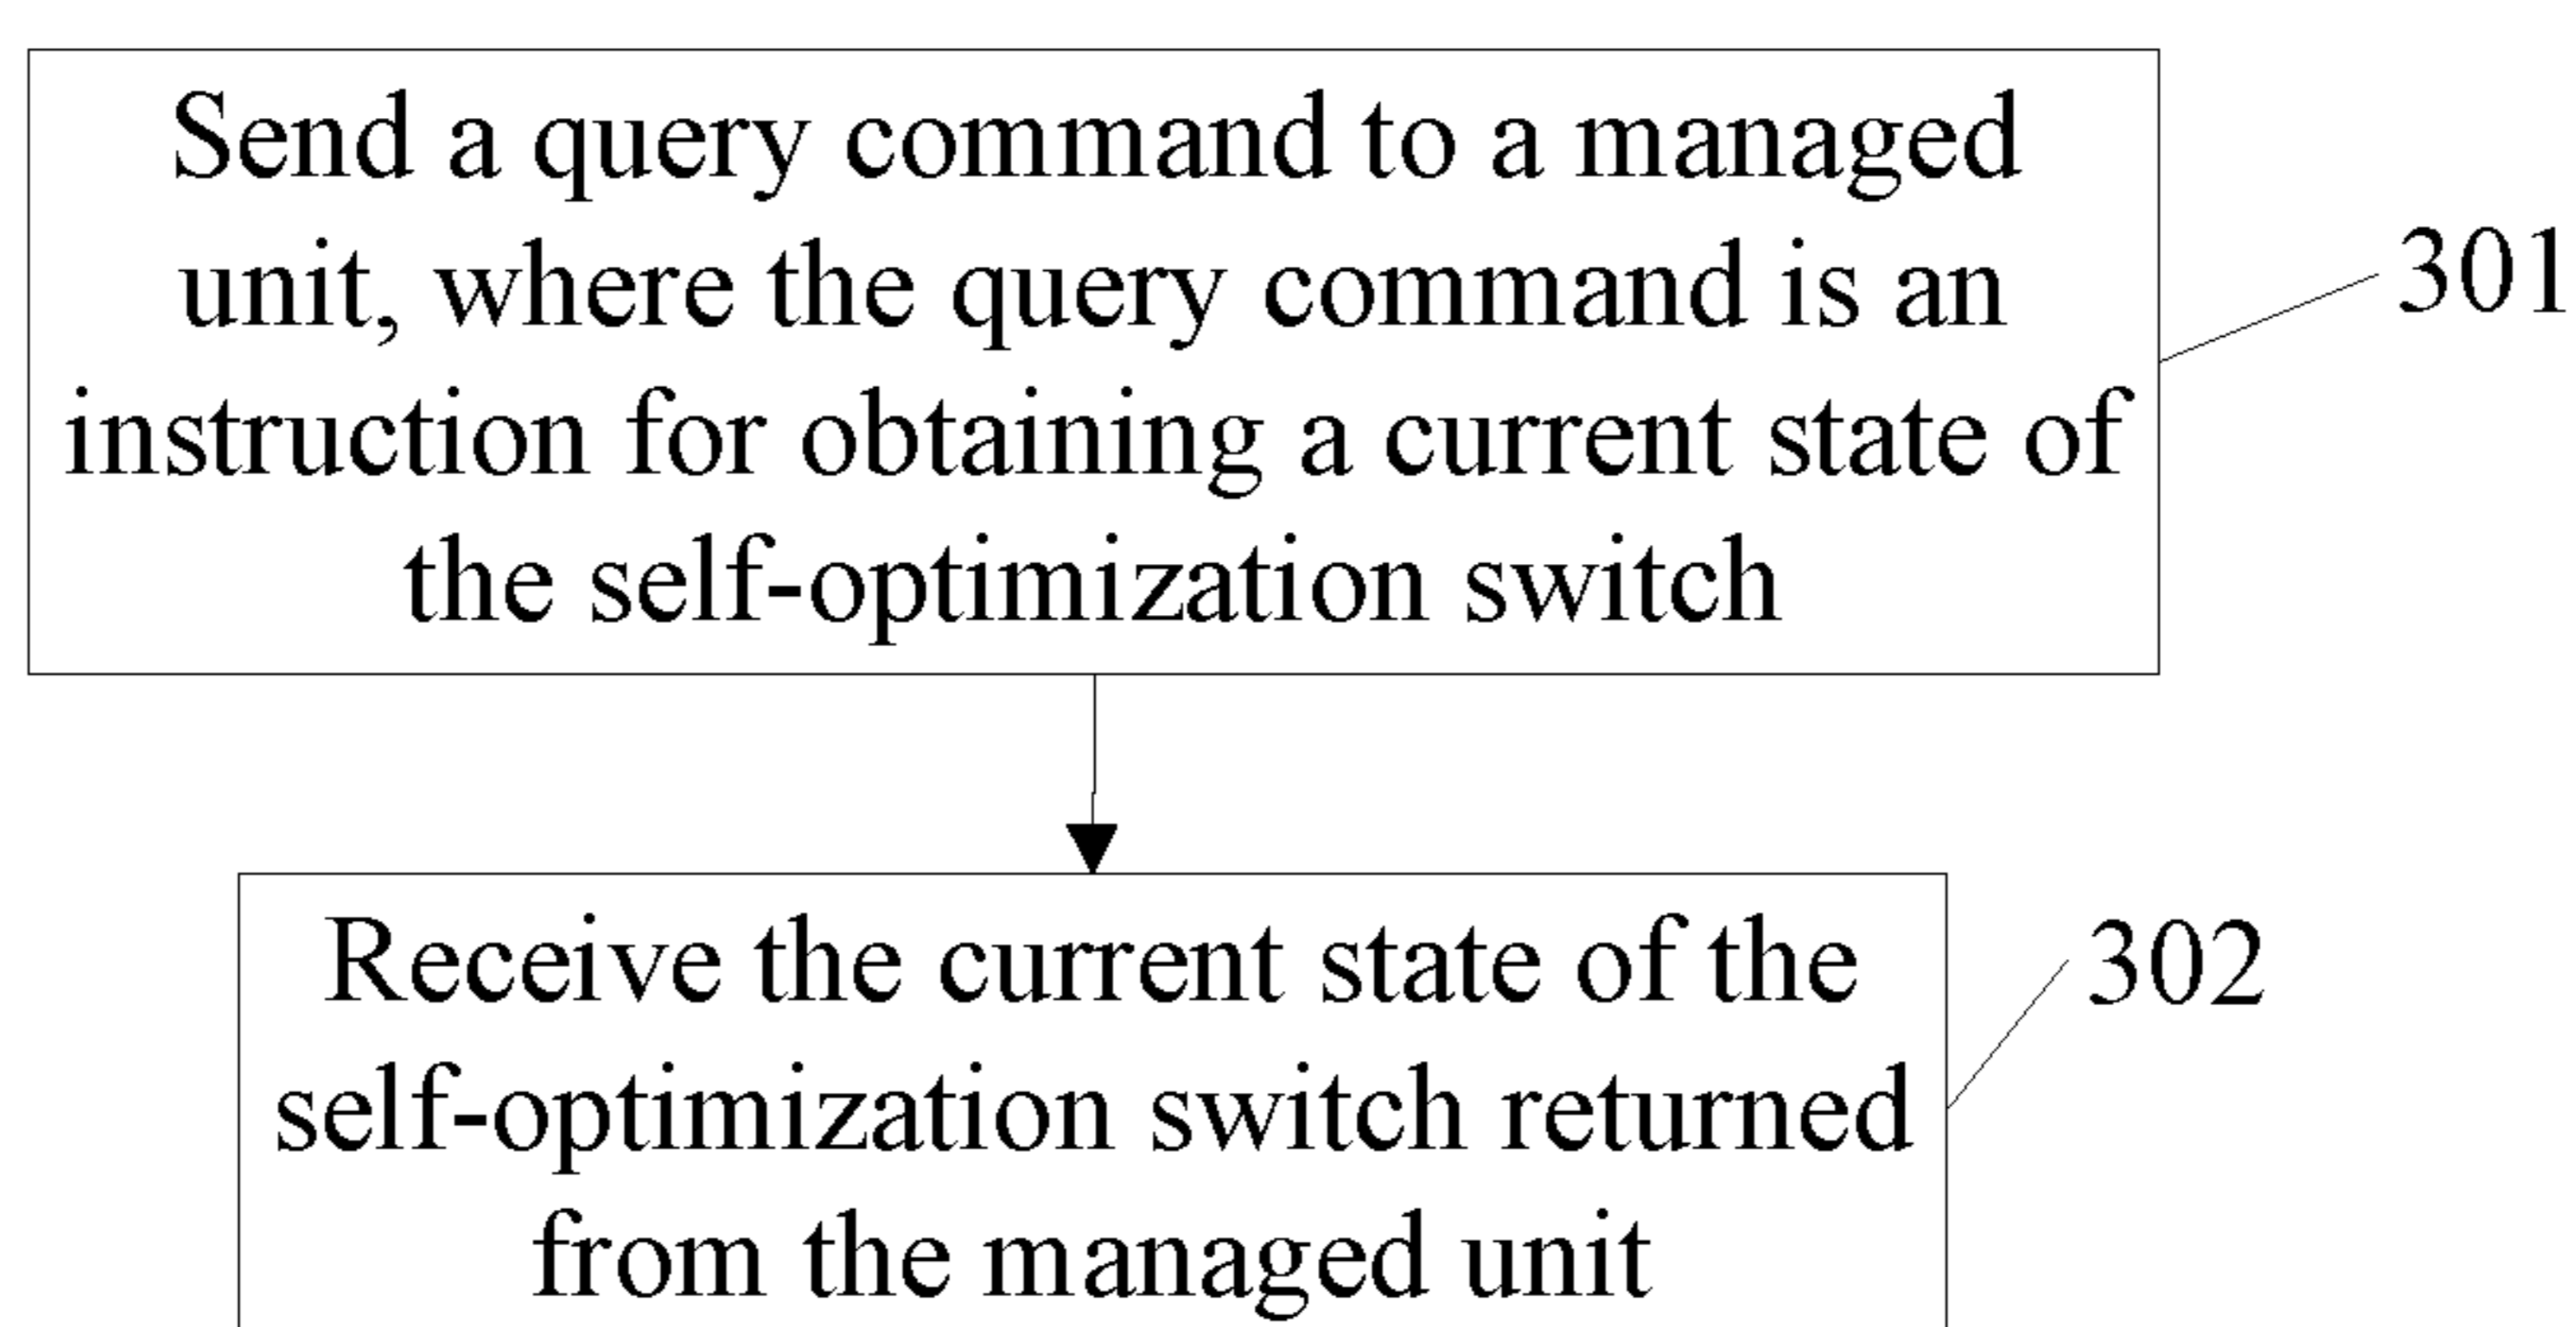 Send a query command to a managed
unit, where the query command is an
instruction for obtaining a current state of
the self-optimization switch
301
Receive the current state of the
self-optimization switch returned
from the managed unit
302